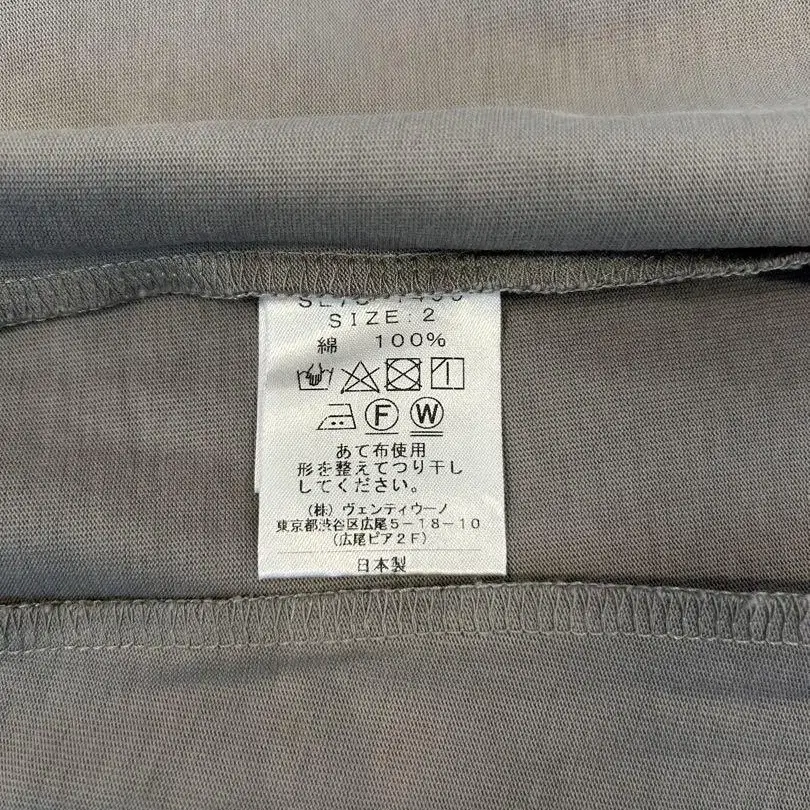 SIZE:2
綿 100%
F W
あて布使用
形を整えてつり干し
してください。
(株)ヴェンティウーノ
東京都渋谷区広尾5-18-10
(広尾ピア2F)
日本製